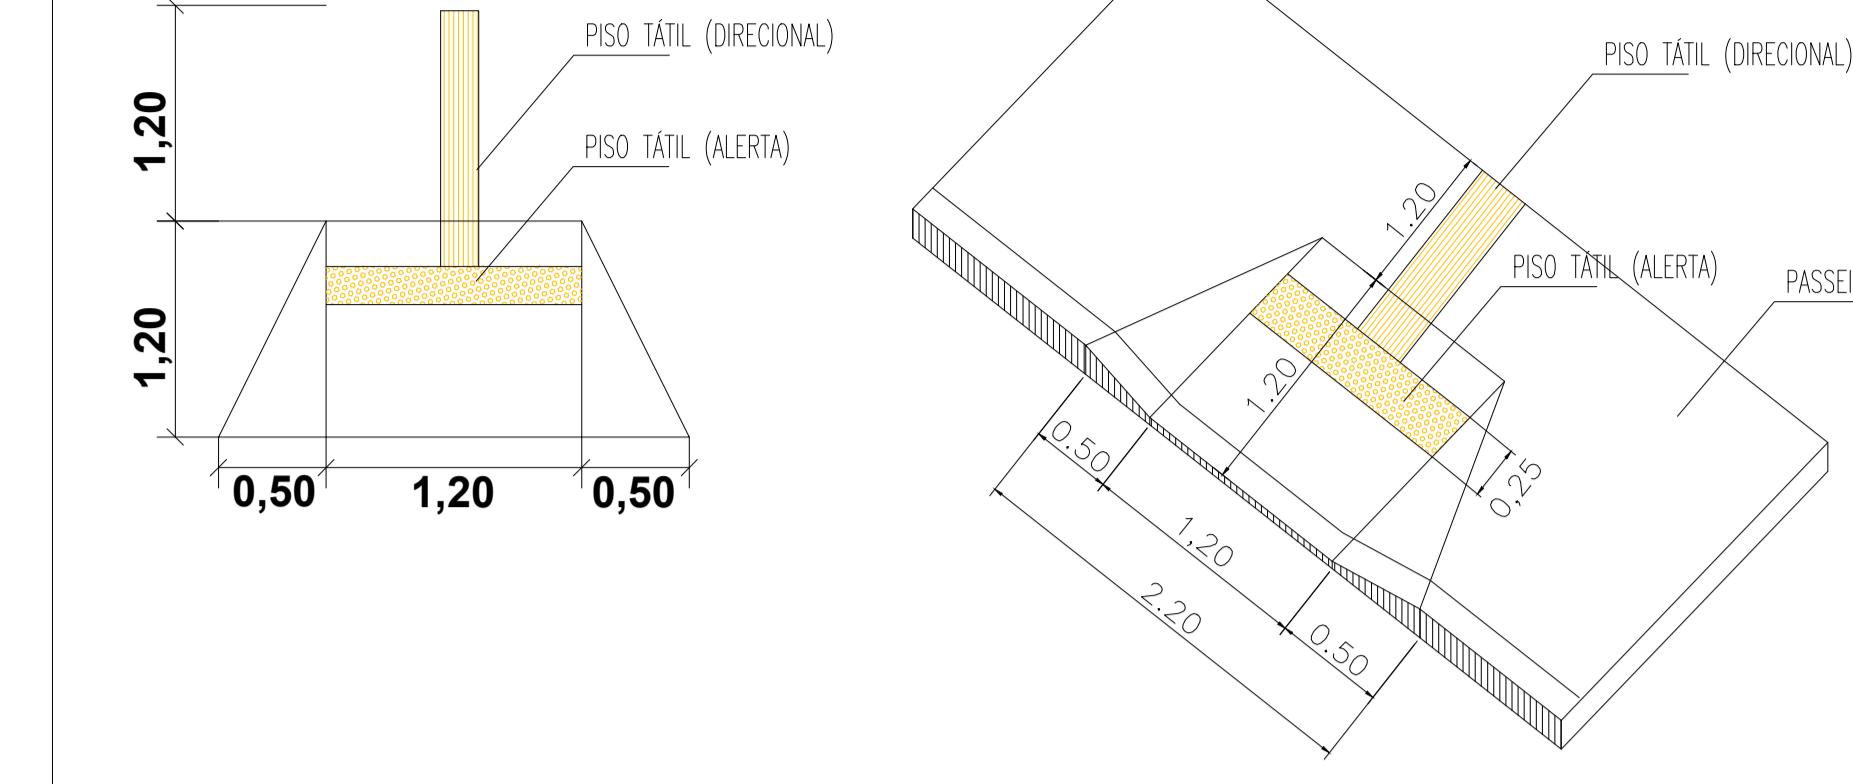 PISO TÁTIL (DIRECIONAL)
PISO TÁTIL (ALERTA)
1,20
1,20
0,50
1,20
0,50
PISO TÁTIL (DIRECIONAL)
1.20
PISO TÁTIL (ALERTA)
PASSEI
1.20
0.50
0,25
1,20
2.20
0.50